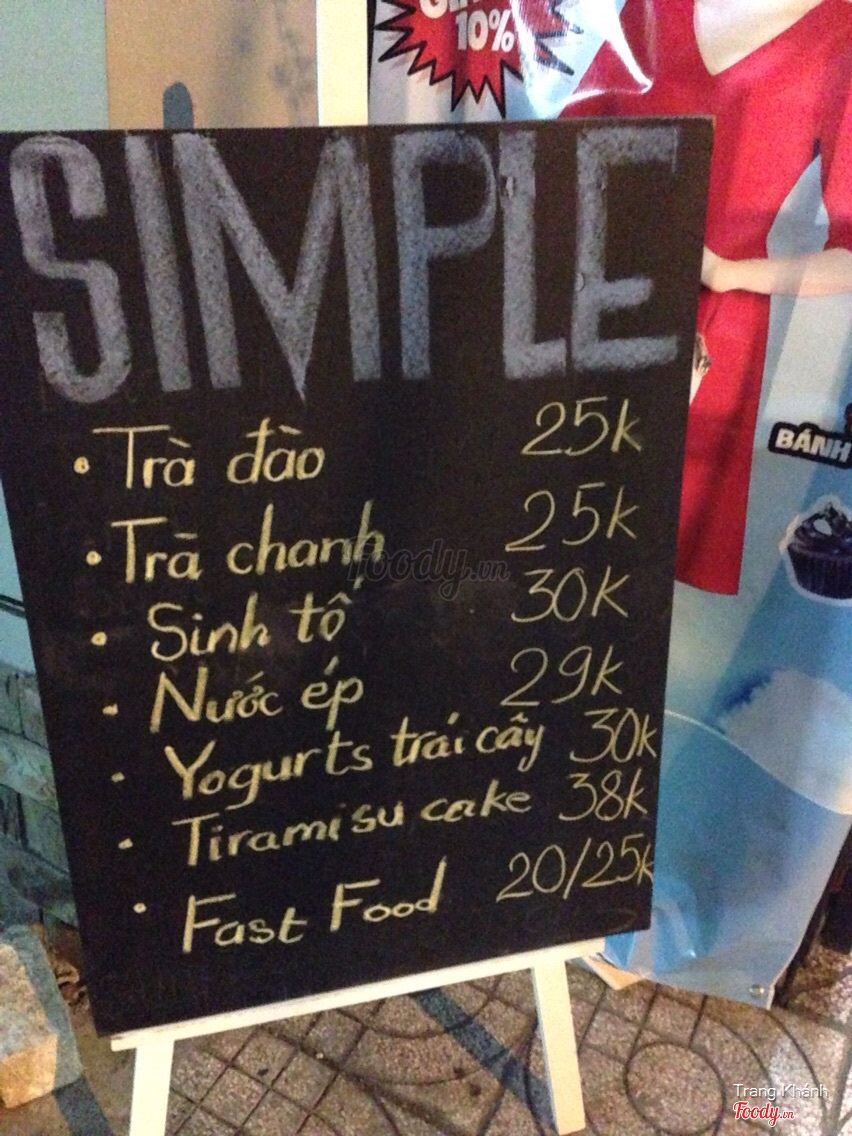 10%
SIMPLE
• Trà đào 25k
• Trà chanh 25k
• Sinh tố 30k
• Nước ép 29k
• Yogurts trái cây 30k
• Tiramisu cake 38k
• Fast Food 20/25k
BÁNH
foody.vn
Trang Khánh
Foody.vn